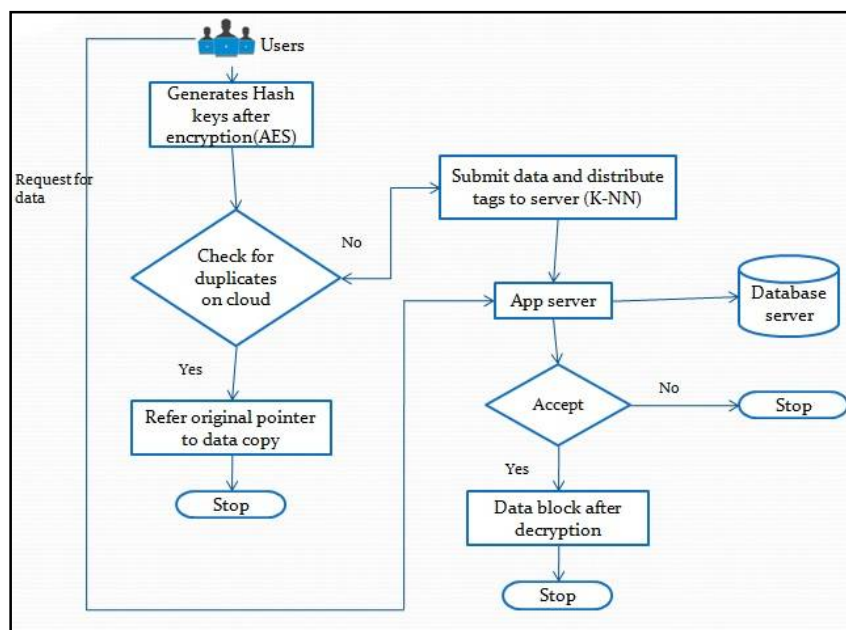 Users
Generates Hash
keys after
encryption(AES)
Request for
data
Submit data and distribute
tags to server (K-NN)
No
Check for
duplicates
on cloud
App server
Database
server
Yes
Accept
No
Stop
Refer original pointer
to data copy
Yes
Stop
Data block after
decryption
Stop